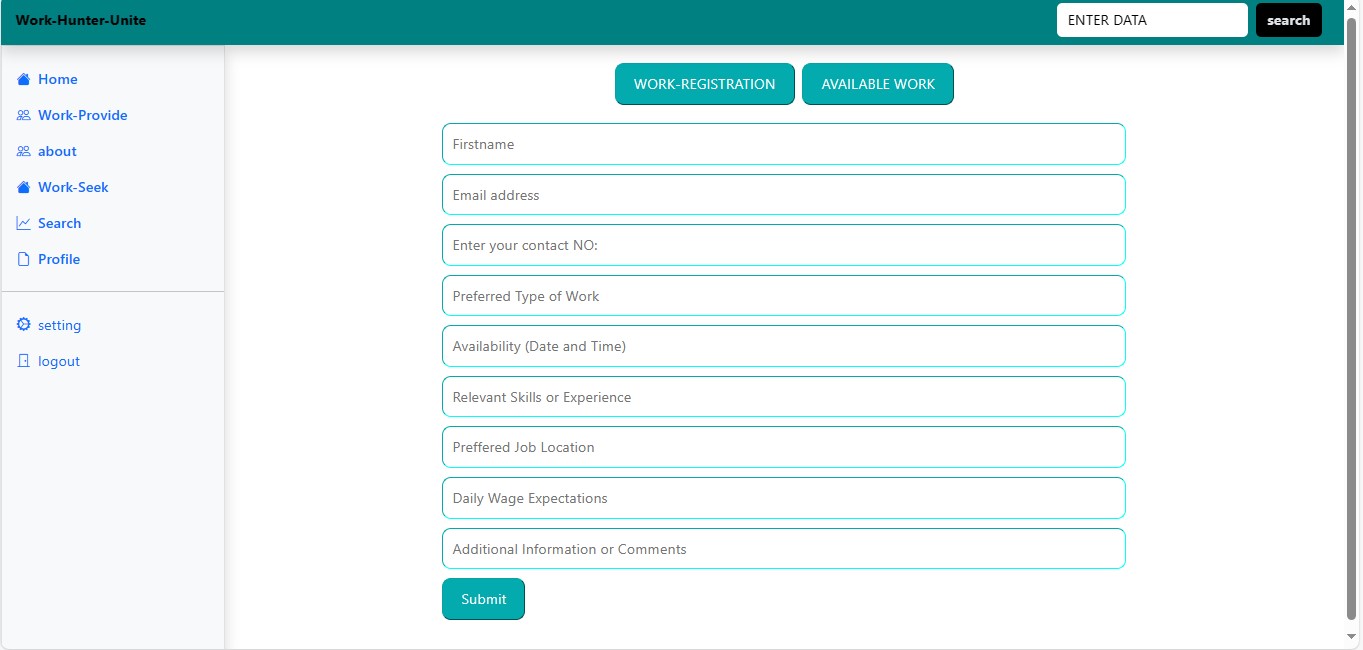 Work-Hunter-Unite
ENTER DATA
search
Home
Work-Provide
about
Work-Seek
Search
Profile
setting
logout
WORK-REGISTRATION
AVAILABLE WORK
Firstname
Email address
Enter your contact NO:
Preferred Type of Work
Availability (Date and Time)
Relevant Skills or Experience
Preffered Job Location
Daily Wage Expectations
Additional Information or Comments
Submit